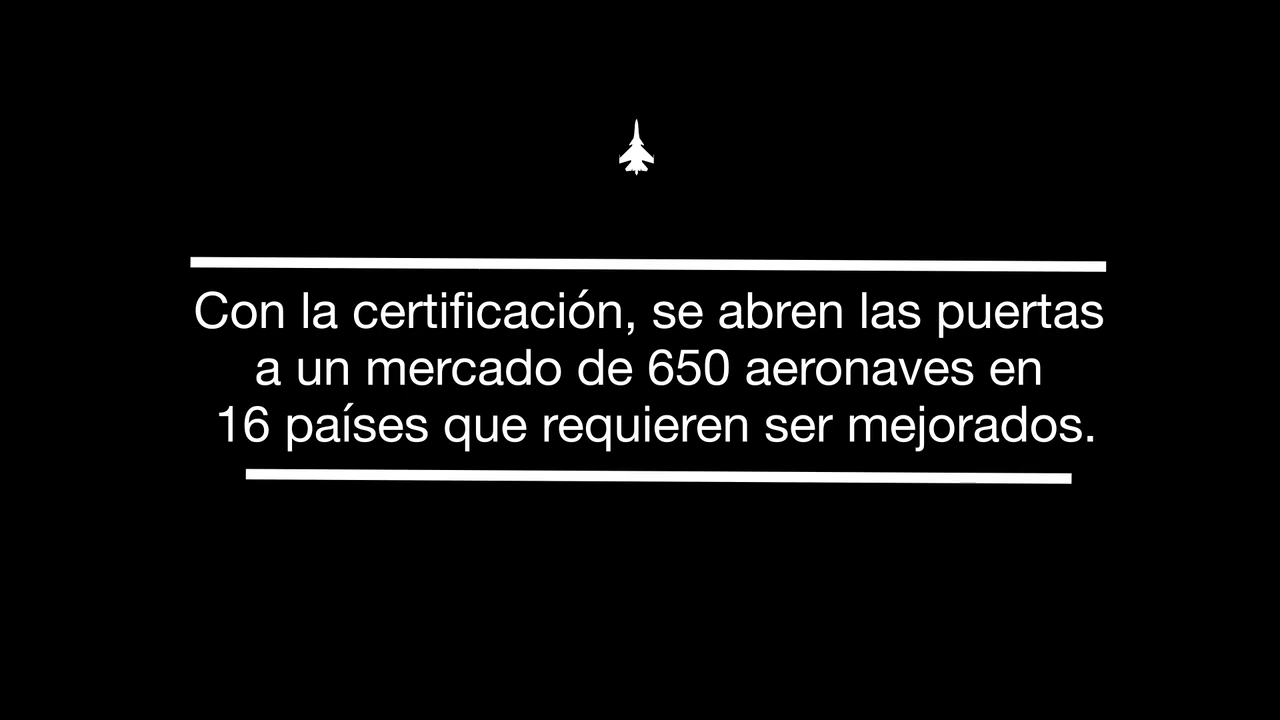 Con la certificación, se abren las puertas
a un mercado de 650 aeronaves en
16 países que requieren ser mejorados.